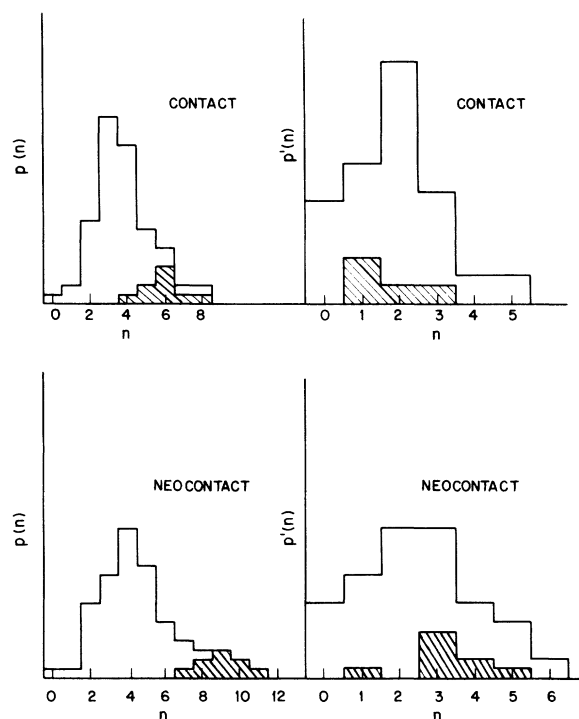 CONTACT
p (n)
0 2 4 6 8
n
CONTACT
p'(n)
0 1 2 3 4 5
n
NEOCONTACT
p (n)
0 2 4 6 8 10 12
n
NEOCONTACT
p'(n)
0 1 2 3 4 5 6
n